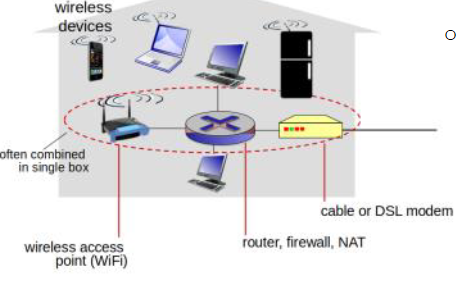 wireless
devices
often combined
in single box
cable or DSL modem
router, firewall, NAT
wireless access
point (WiFi)